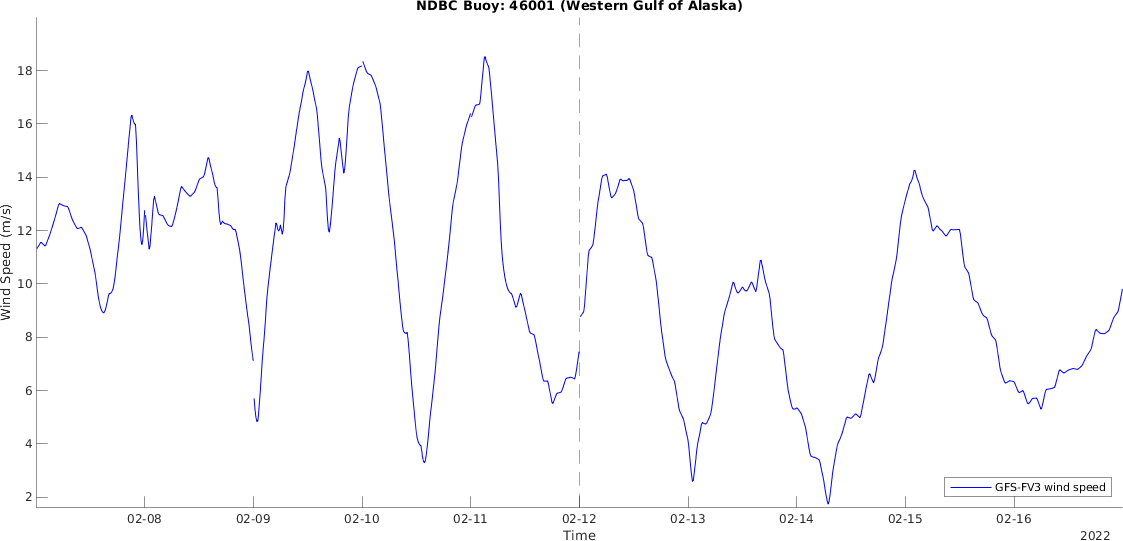 NDBC Buoy: 46001 (Western Gulf of Alaska)
Wind Speed (m/s)
18
16
14
12
10
8
6
4
2
GFS-FV3 wind speed
02-08 02-09 02-10 02-11 02-12 02-13 02-14 02-15 02-16
Time
2022